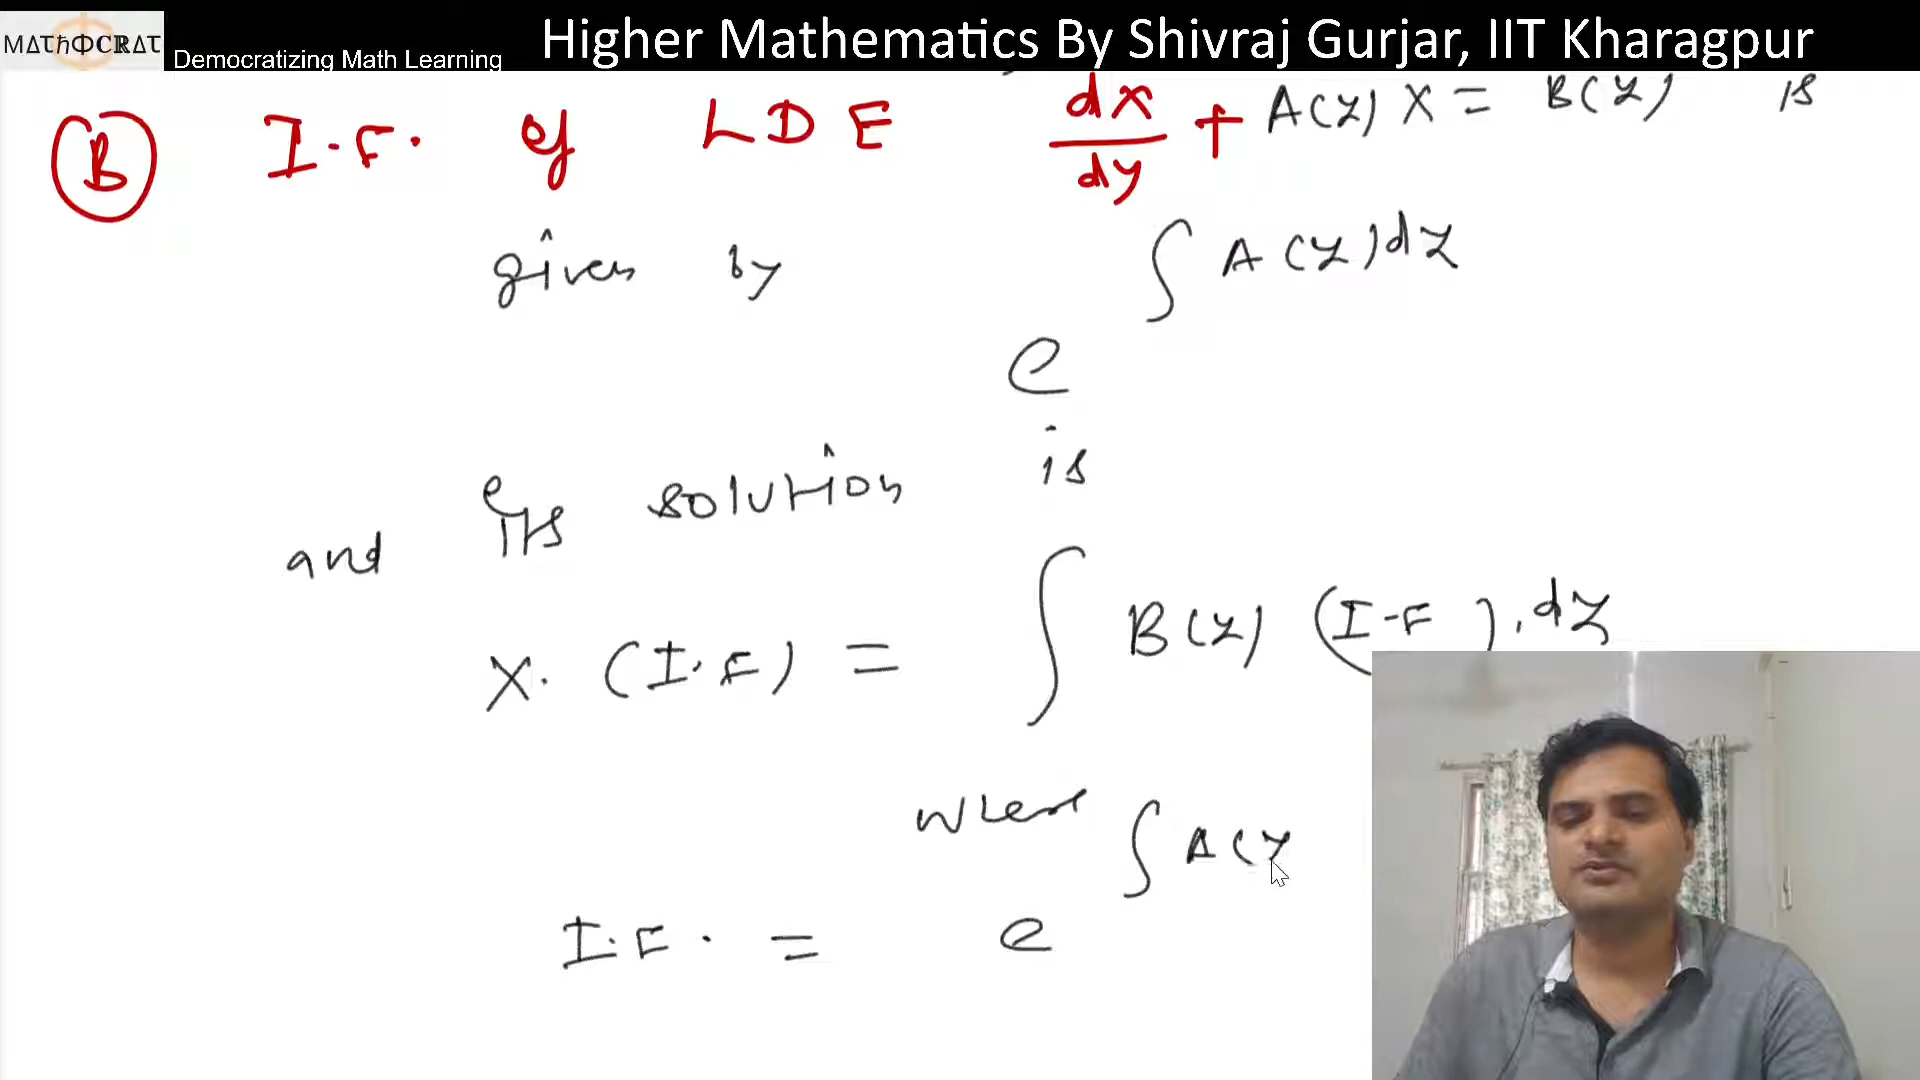 MΔTℏΦCRΔT
Democratizing Math Learning
Higher Mathematics By Shivraj Gurjar, IIT Kharagpur
B I.F. of LDE dx/dy + A(y) x = B(y) is
given by e^∫A(y)dy
and its solution is
x. (I.F) = ∫ B(y) (I.F). dy
where
I.F. = e^∫A(y